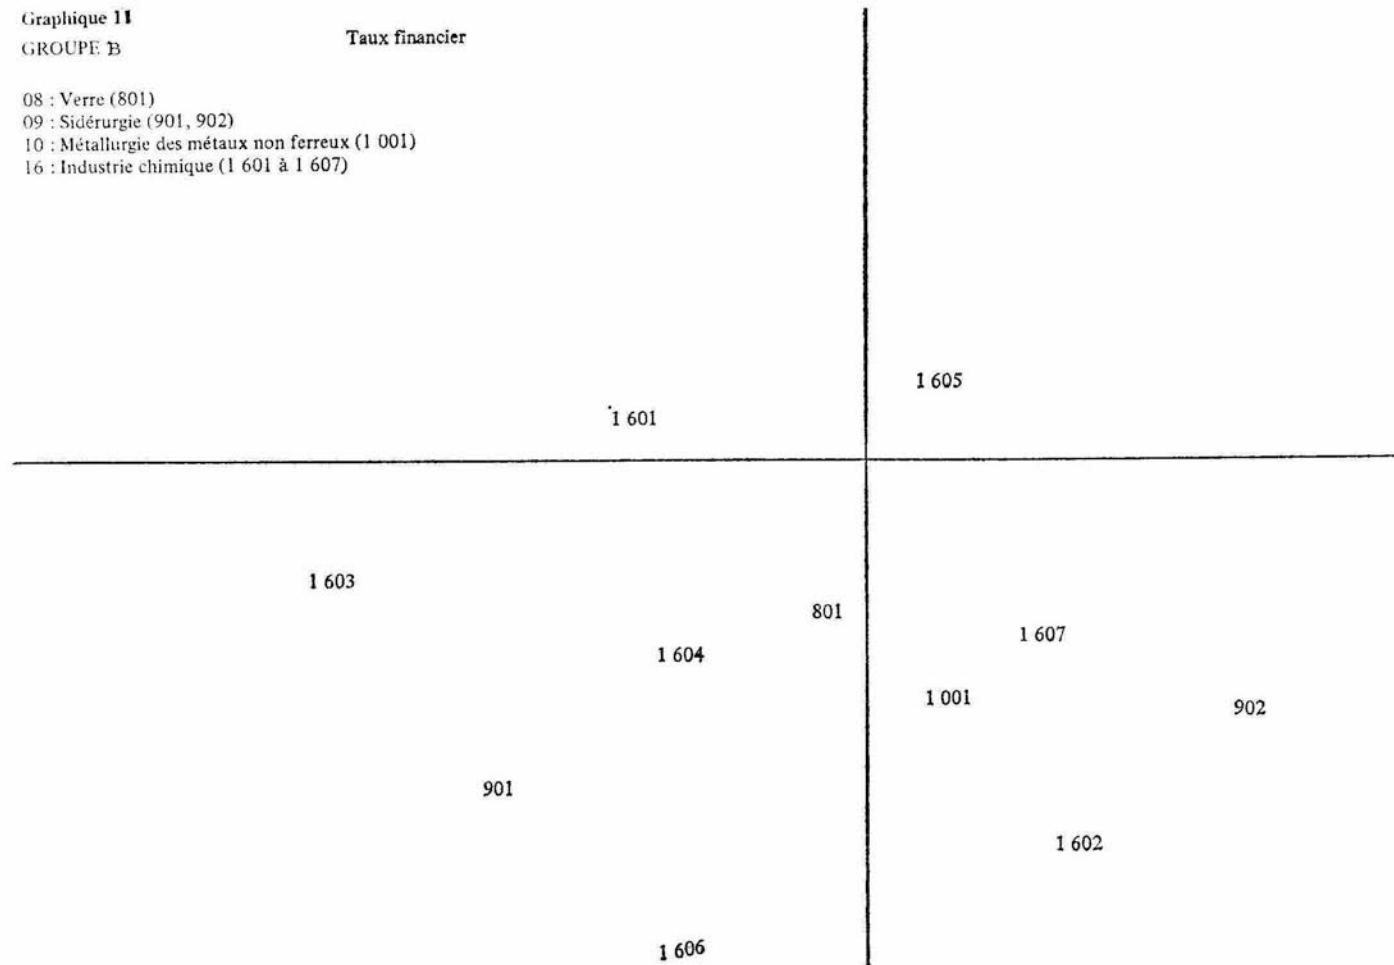 Graphique 11
GROUPE B
Taux financier
08 : Verre (801)
09 : Sidérurgie (901, 902)
10 : Métallurgie des métaux non ferreux (1 001)
16 : Industrie chimique (1 601 à 1 607)
1 605
1 601
1 603
801
1 607
1 604
1 001
902
901
1 602
1 606